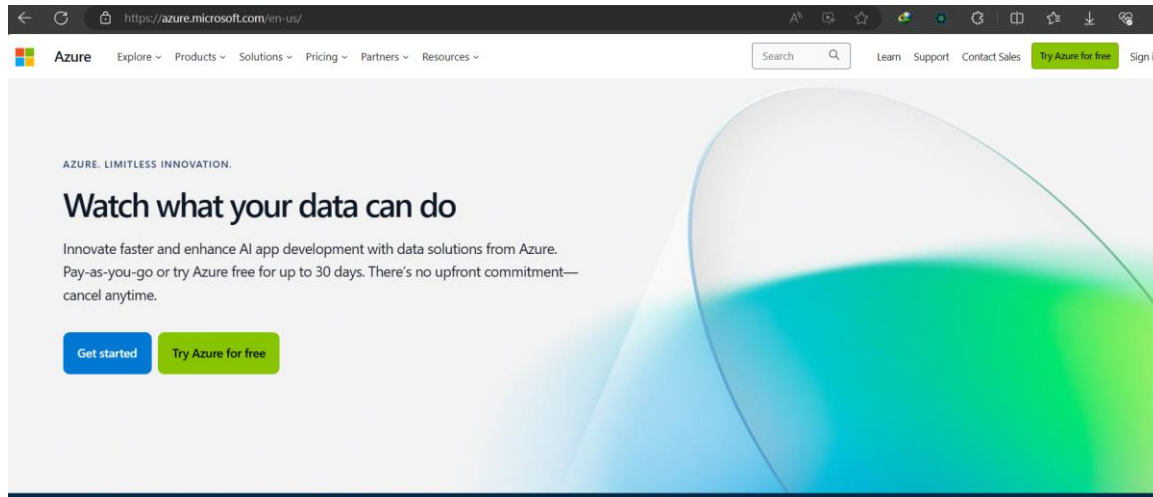 https://azure.microsoft.com/en-us/
Azure Explore Products Solutions Pricing Partners Resources Search Learn Support Contact Sales Try Azure for free Sign i
AZURE. LIMITLESS INNOVATION.
Watch what your data can do
Innovate faster and enhance AI app development with data solutions from Azure.
Pay-as-you-go or try Azure free for up to 30 days. There's no upfront commitment—
cancel anytime.
Get started Try Azure for free